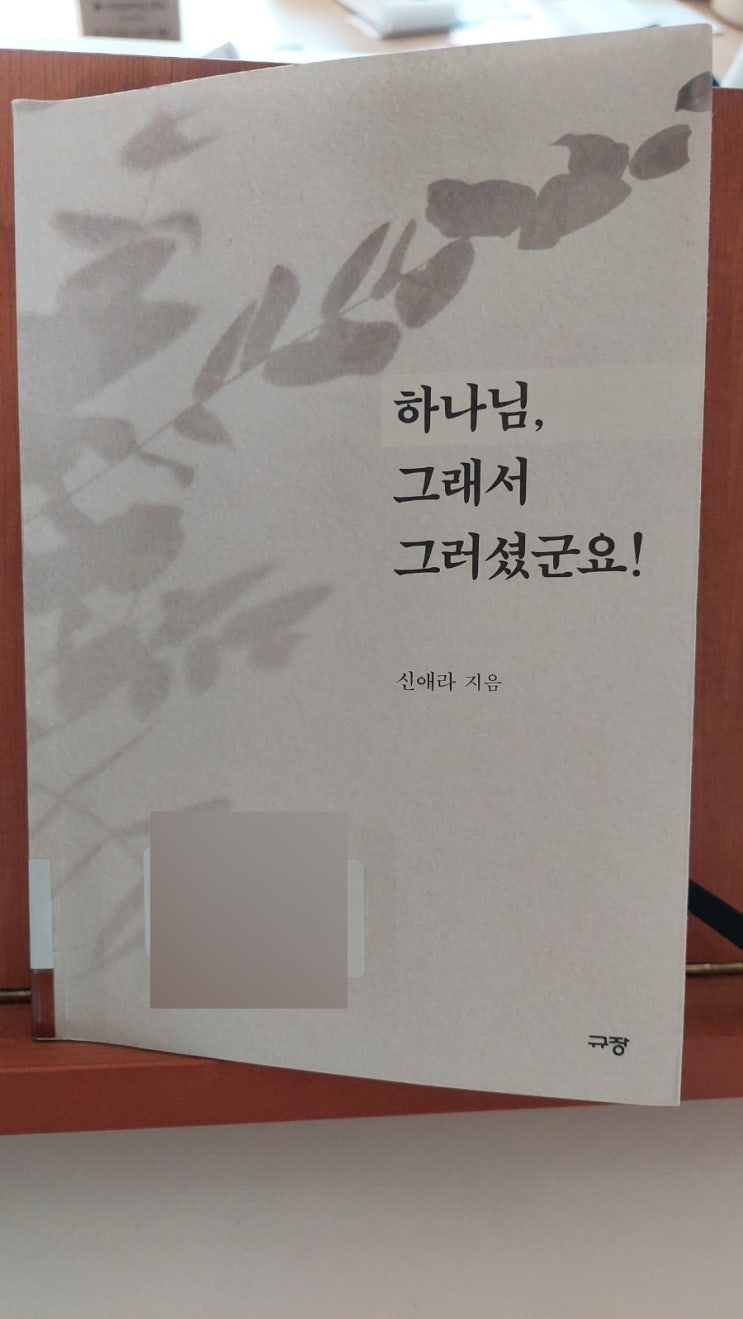 하나님,
그래서
그러셨군요!
신애라 지음
규장